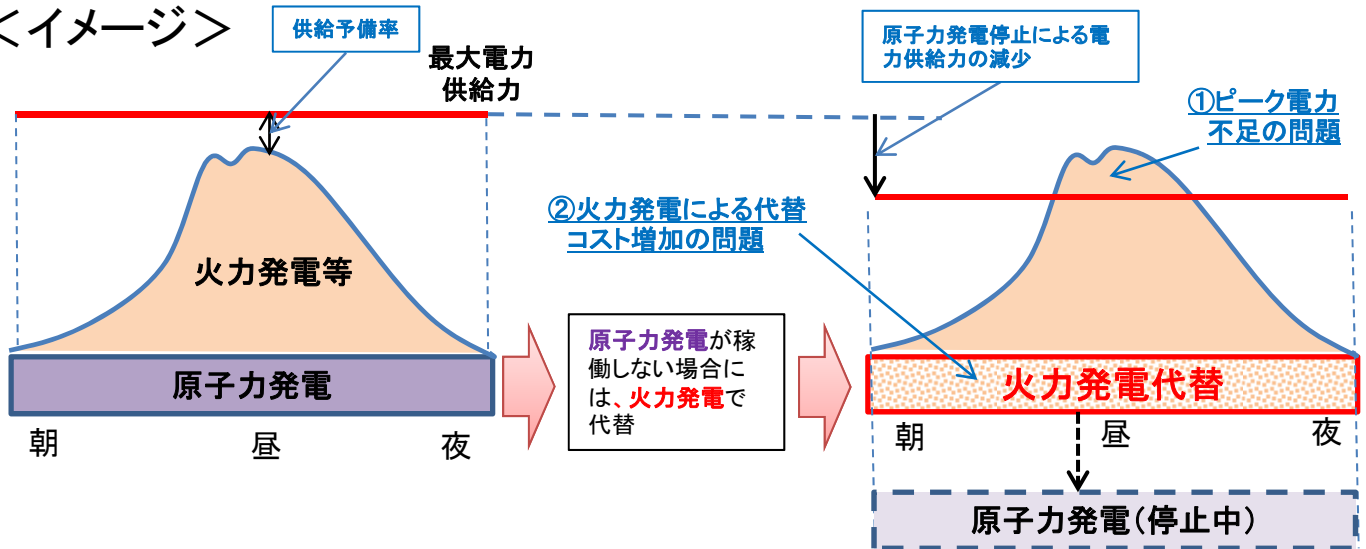 ＜イメージ＞
供給予備率
最大電力
供給力
火力発電等
原子力発電
朝
昼
夜
原子力発電が稼
働しない場合に
は、火力発電で
代替
②火力発電による代替
コスト増加の問題
原子力発電停止による電
力供給力の減少
①ピーク電力
不足の問題
火力発電代替
朝
昼
夜
原子力発電（停止中）